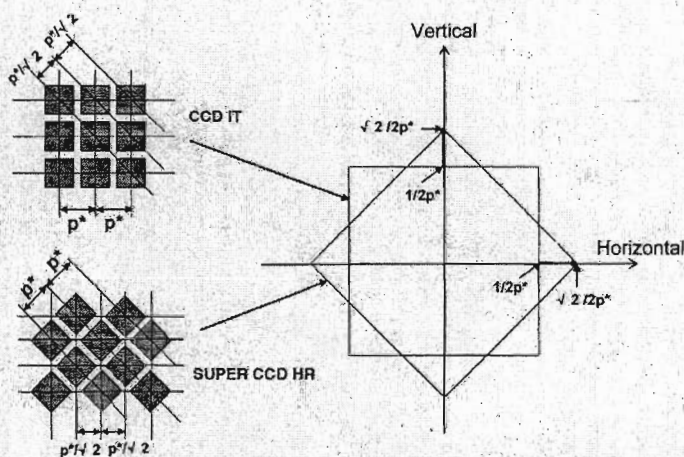 p*/√2
p*/√2
CCD IT
p*
p*
p*
p*
SUPER CCD HR
p*/√2
p*/√2
Vertical
√2/2p*
1/2p*
Horizontal
1/2p*
√2/2p*